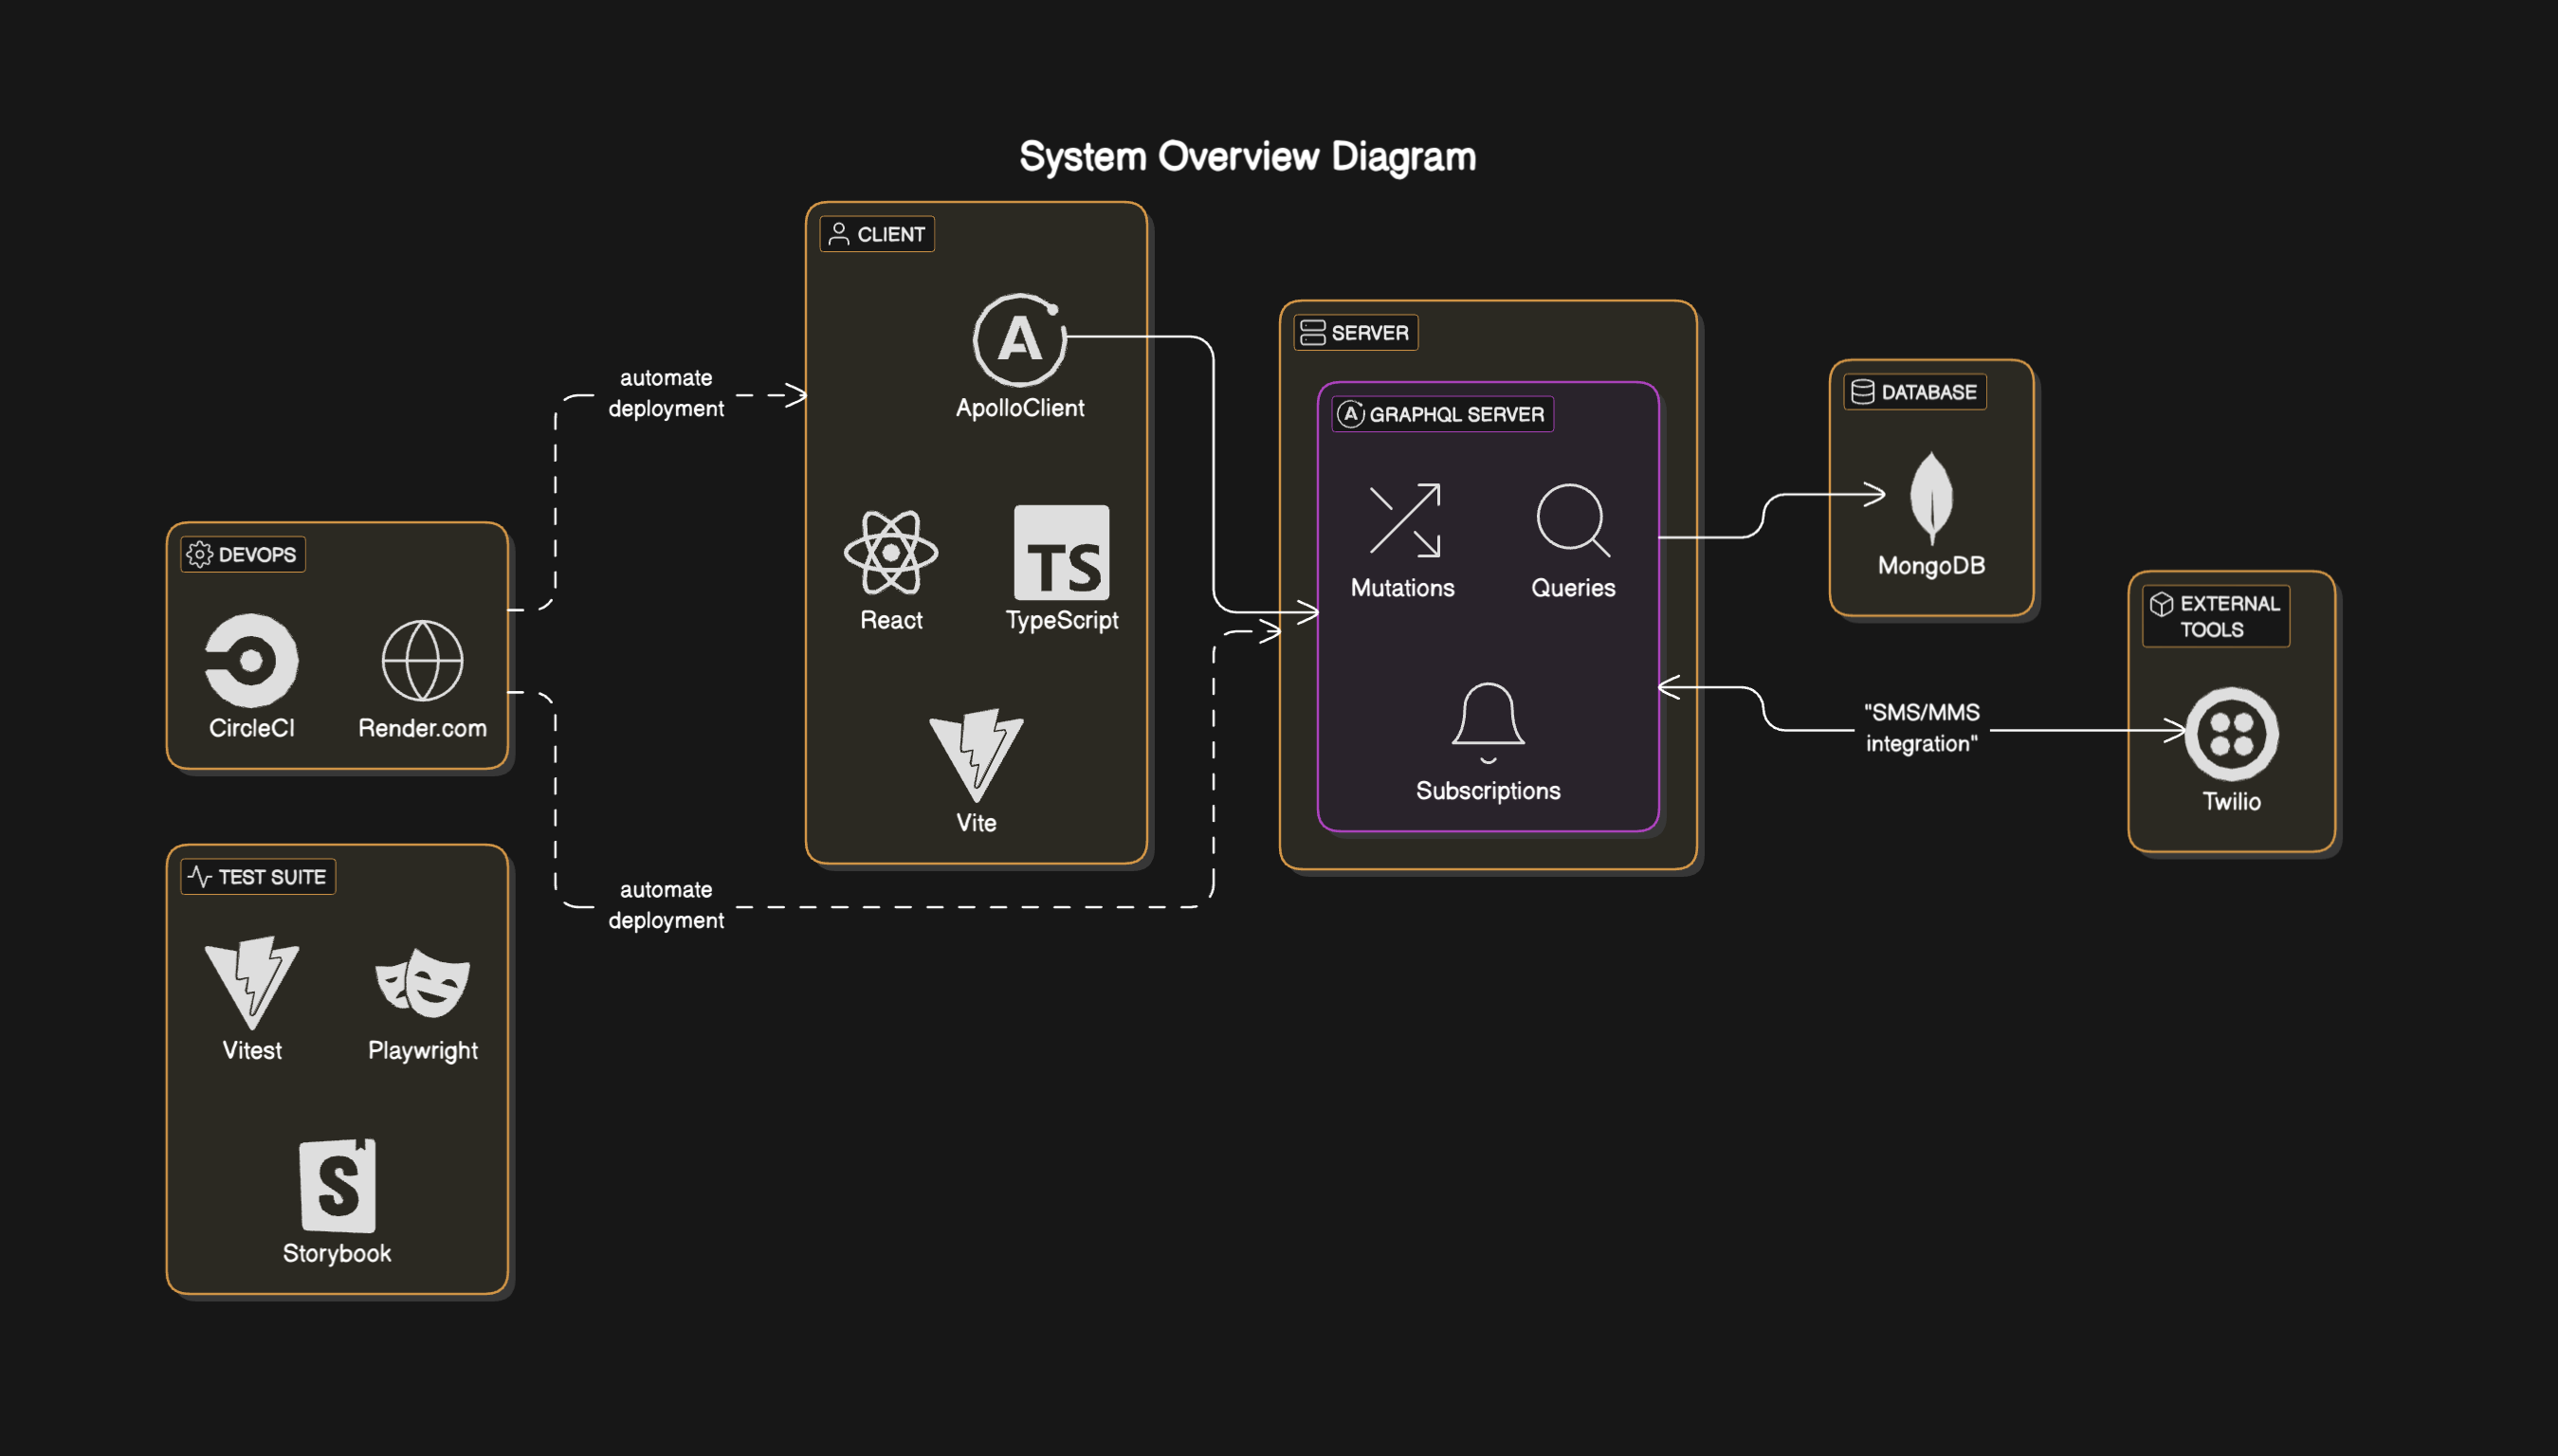 System Overview Diagram
CLIENT
A
ApolloClient
React
TS
TypeScript
Vite
automate
deployment
DEVOPS
CircleCI
Render.com
automate
deployment
TEST SUITE
Vitest
Playwright
S
Storybook
SERVER
A
GRAPHQL SERVER
Mutations
Queries
Subscriptions
DATABASE
MongoDB
"SMS/MMS
integration"
EXTERNAL
TOOLS
Twilio